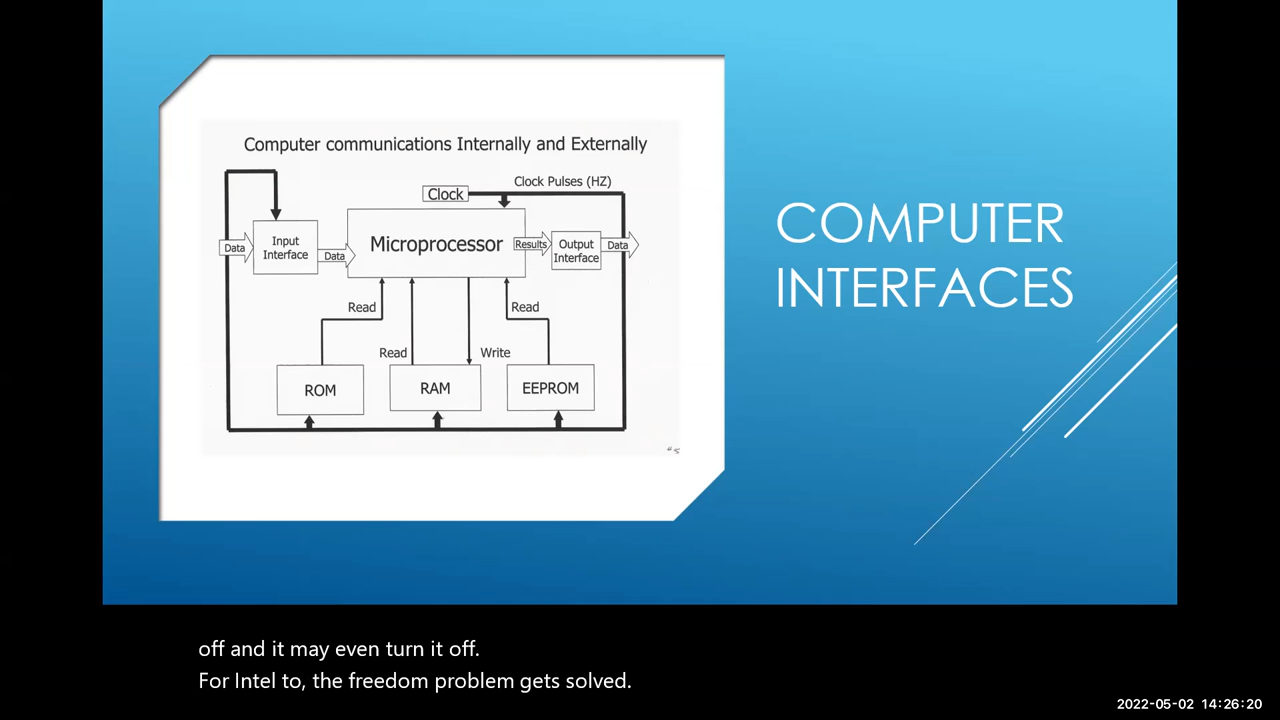 Computer communications Internally and Externally
Clock Pulses (HZ)
Clock
Data
Input
Interface
Data
Microprocessor
Results
Output
Interface
Data
Read
Read
Read
Write
ROM
RAM
EEPROM
COMPUTER
INTERFACES
off and it may even turn it off.
For Intel to, the freedom problem gets solved.
2022-05-02 14:26:20